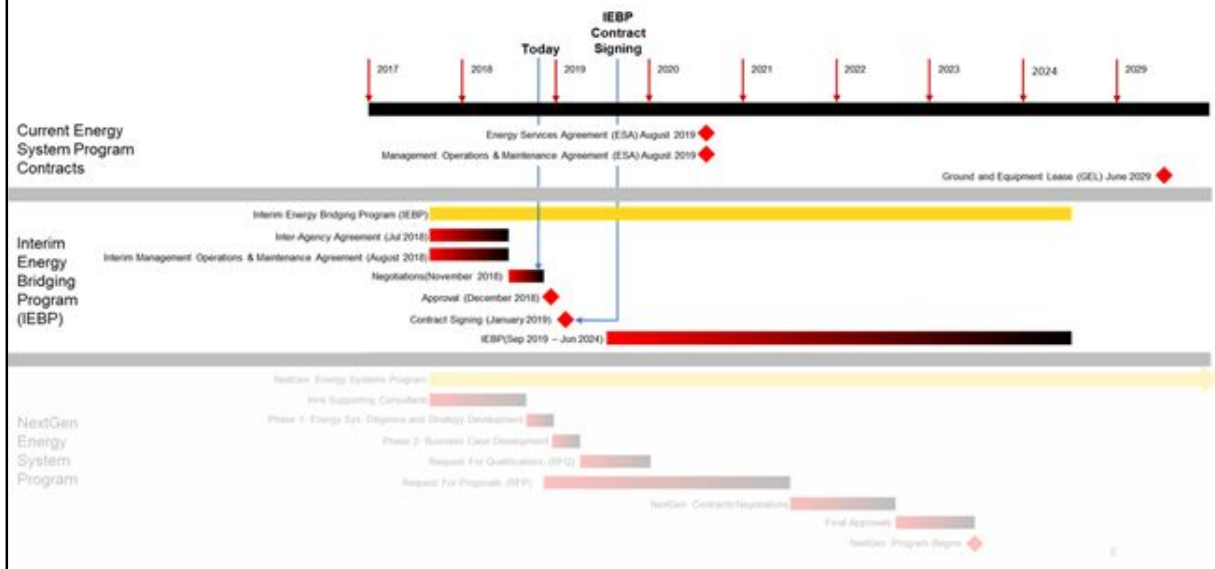 IEBP
Contract
Signing
Today
2017
2018
2019
2020
2021
2022
2023
2024
2029
Current Energy
System Program
Contracts
Energy Services Agreement (ESA) August 2019
Management Operations & Maintenance Agreement (ESA) August 2019
Ground and Equipment Lease (GEL) June 2029
Interim
Energy
Bridging
Program
(IEBP)
Interim Energy Bridging Program (IEBP)
Inter-Agency Agreement (Jul 2018)
Interim Management Operations & Maintenance Agreement (August 2018)
Negotiations(November 2018)
Approval (December 2018)
Contract Signing (January 2019)
IEBP(Sep 2019 – Jun 2024)
NextGen
Energy
System
Program
NextGen Energy Systems Program
Hire Supporting Consultant
Phase 1- Energy Sys. Diligence and Strategy Development
Phase 2- Business Case Development
Request For Qualifications (RFQ)
Request For Proposals (RFP)
NextGen Contracts Negotiations
Final Approvals
NextGen Program Begins